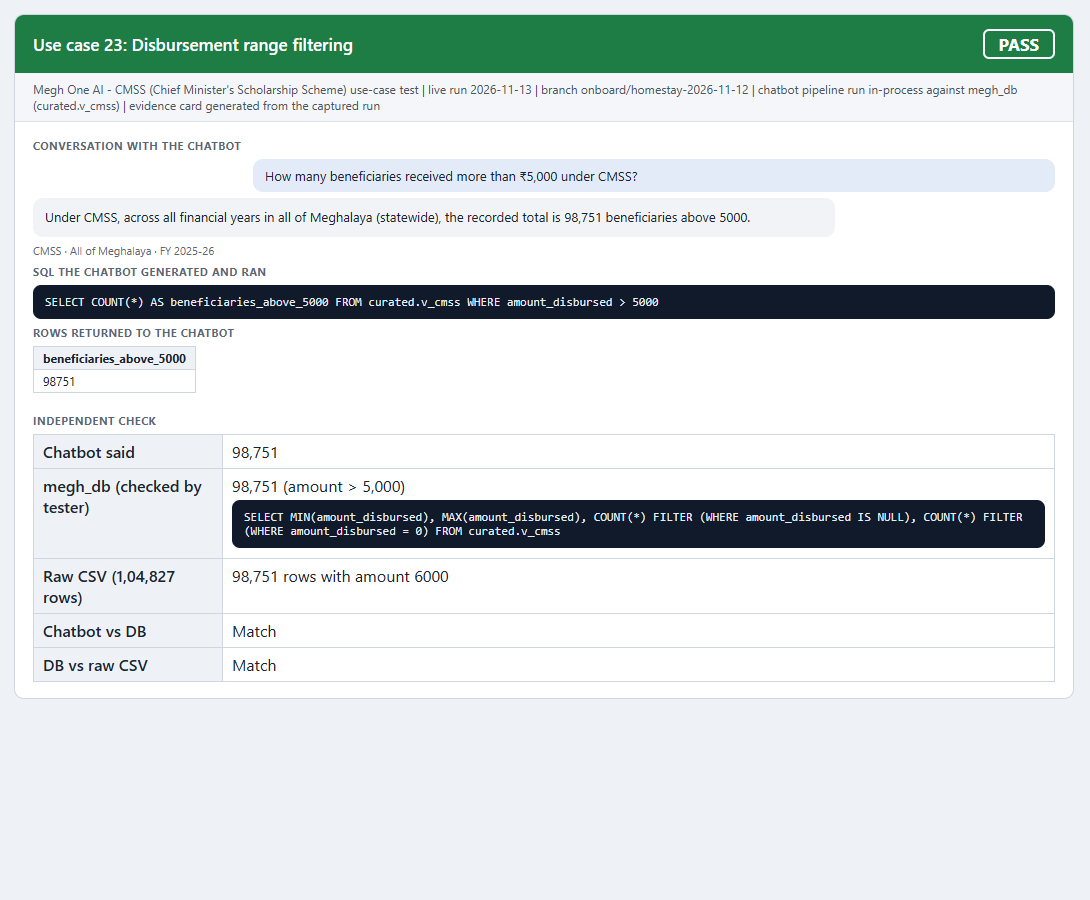 Use case 23: Disbursement range filtering
PASS
Megh One AI - CMSS (Chief Minister's Scholarship Scheme) use-case test | live run 2026-11-13 | branch onboard/homestay-2026-11-12 | chatbot pipeline run in-process against megh_db
(curated.v_cmss) | evidence card generated from the captured run
CONVERSATION WITH THE CHATBOT
How many beneficiaries received more than ₹5,000 under CMSS?
Under CMSS, across all financial years in all of Meghalaya (statewide), the recorded total is 98,751 beneficiaries above 5000.
CMSS · All of Meghalaya · FY 2025-26
SQL THE CHATBOT GENERATED AND RAN
SELECT COUNT(*) AS beneficiaries_above_5000 FROM curated.v_cmss WHERE amount_disbursed > 5000
ROWS RETURNED TO THE CHATBOT
beneficiaries_above_5000
98751
INDEPENDENT CHECK
Chatbot said
98,751
megh_db (checked by
tester)
98,751 (amount > 5,000)
SELECT MIN(amount_disbursed), MAX(amount_disbursed), COUNT(*) FILTER (WHERE amount_disbursed IS NULL), COUNT(*) FILTER
(WHERE amount_disbursed = 0) FROM curated.v_cmss
Raw CSV (1,04,827
rows)
98,751 rows with amount 6000
Chatbot vs DB
Match
DB vs raw CSV
Match